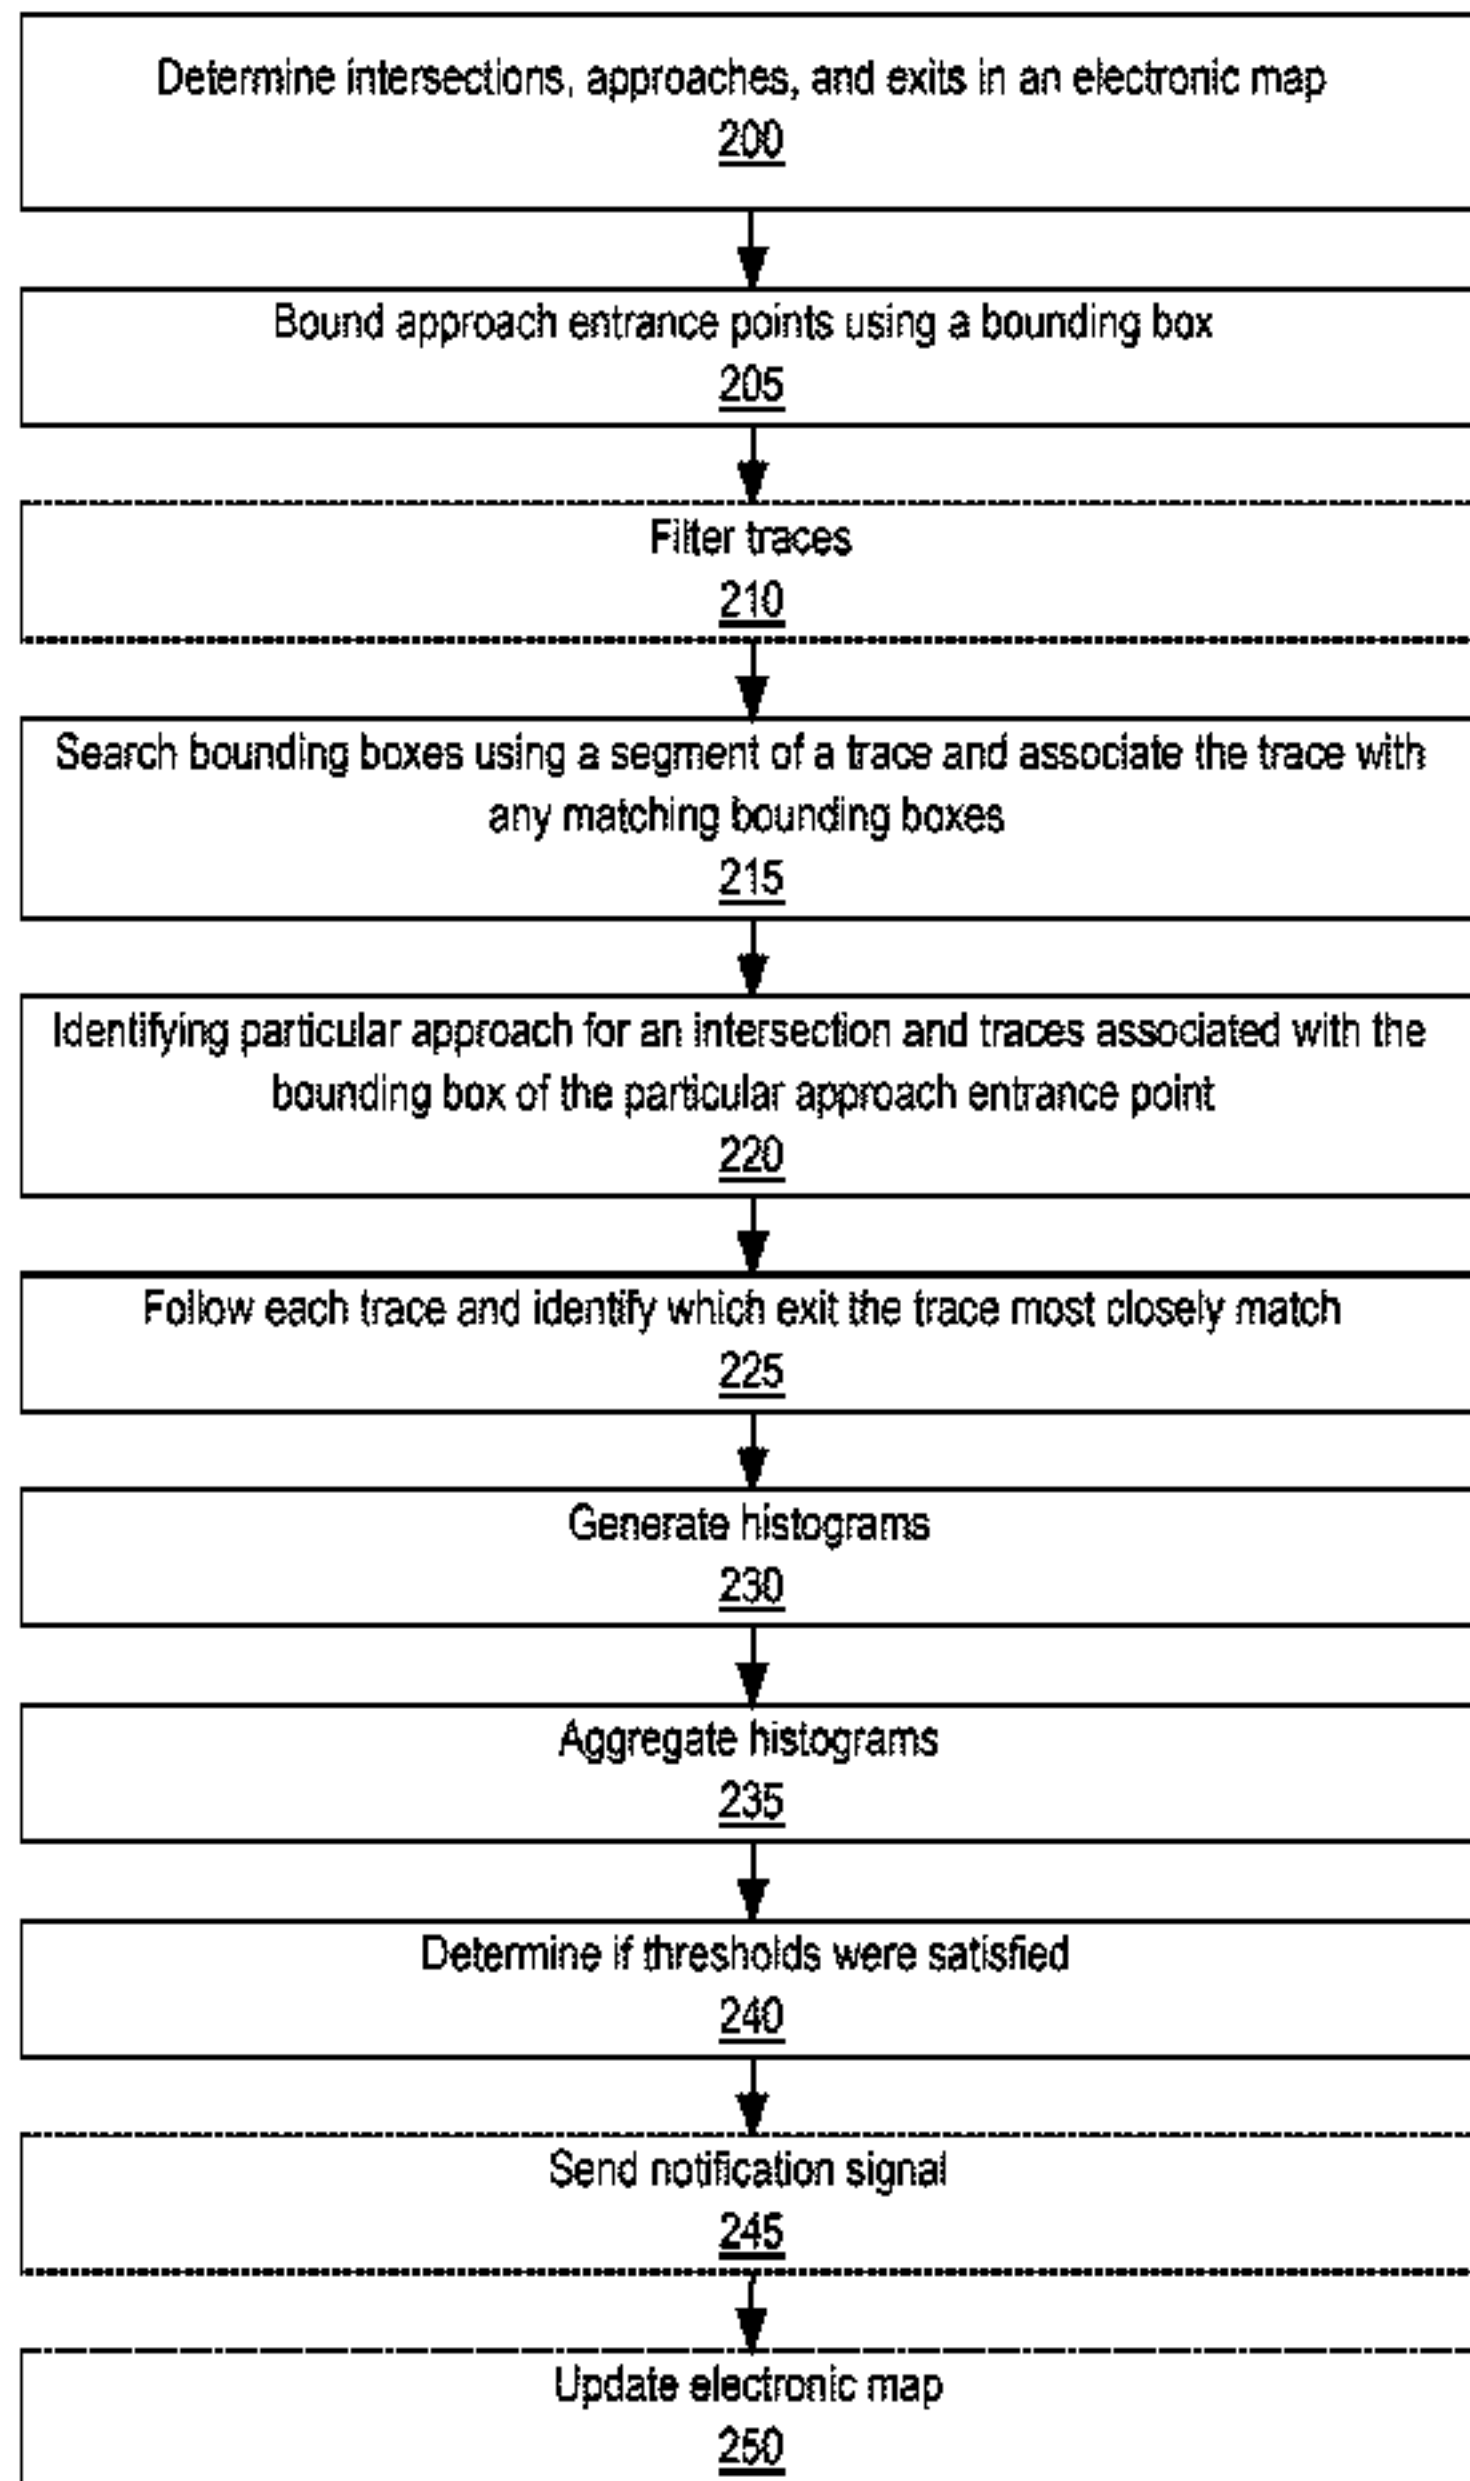 Determine intersections, approaches, and exits in an electronic map
200
Bound approach entrance points using a bounding box
205
Filter traces
210
Search bounding boxes using a segment of a trace and associate the trace with
any matching bounding boxes
215
Identifying particular approach for an intersection and traces associated with the
bounding box of the particular approach entrance point
220
Follow each trace and identify which exit the trace most closely match
225
Generate histograms
230
Aggregate histograms
235
Determine if thresholds were satisfied
240
Send notification signal
245
Update electronic map
250